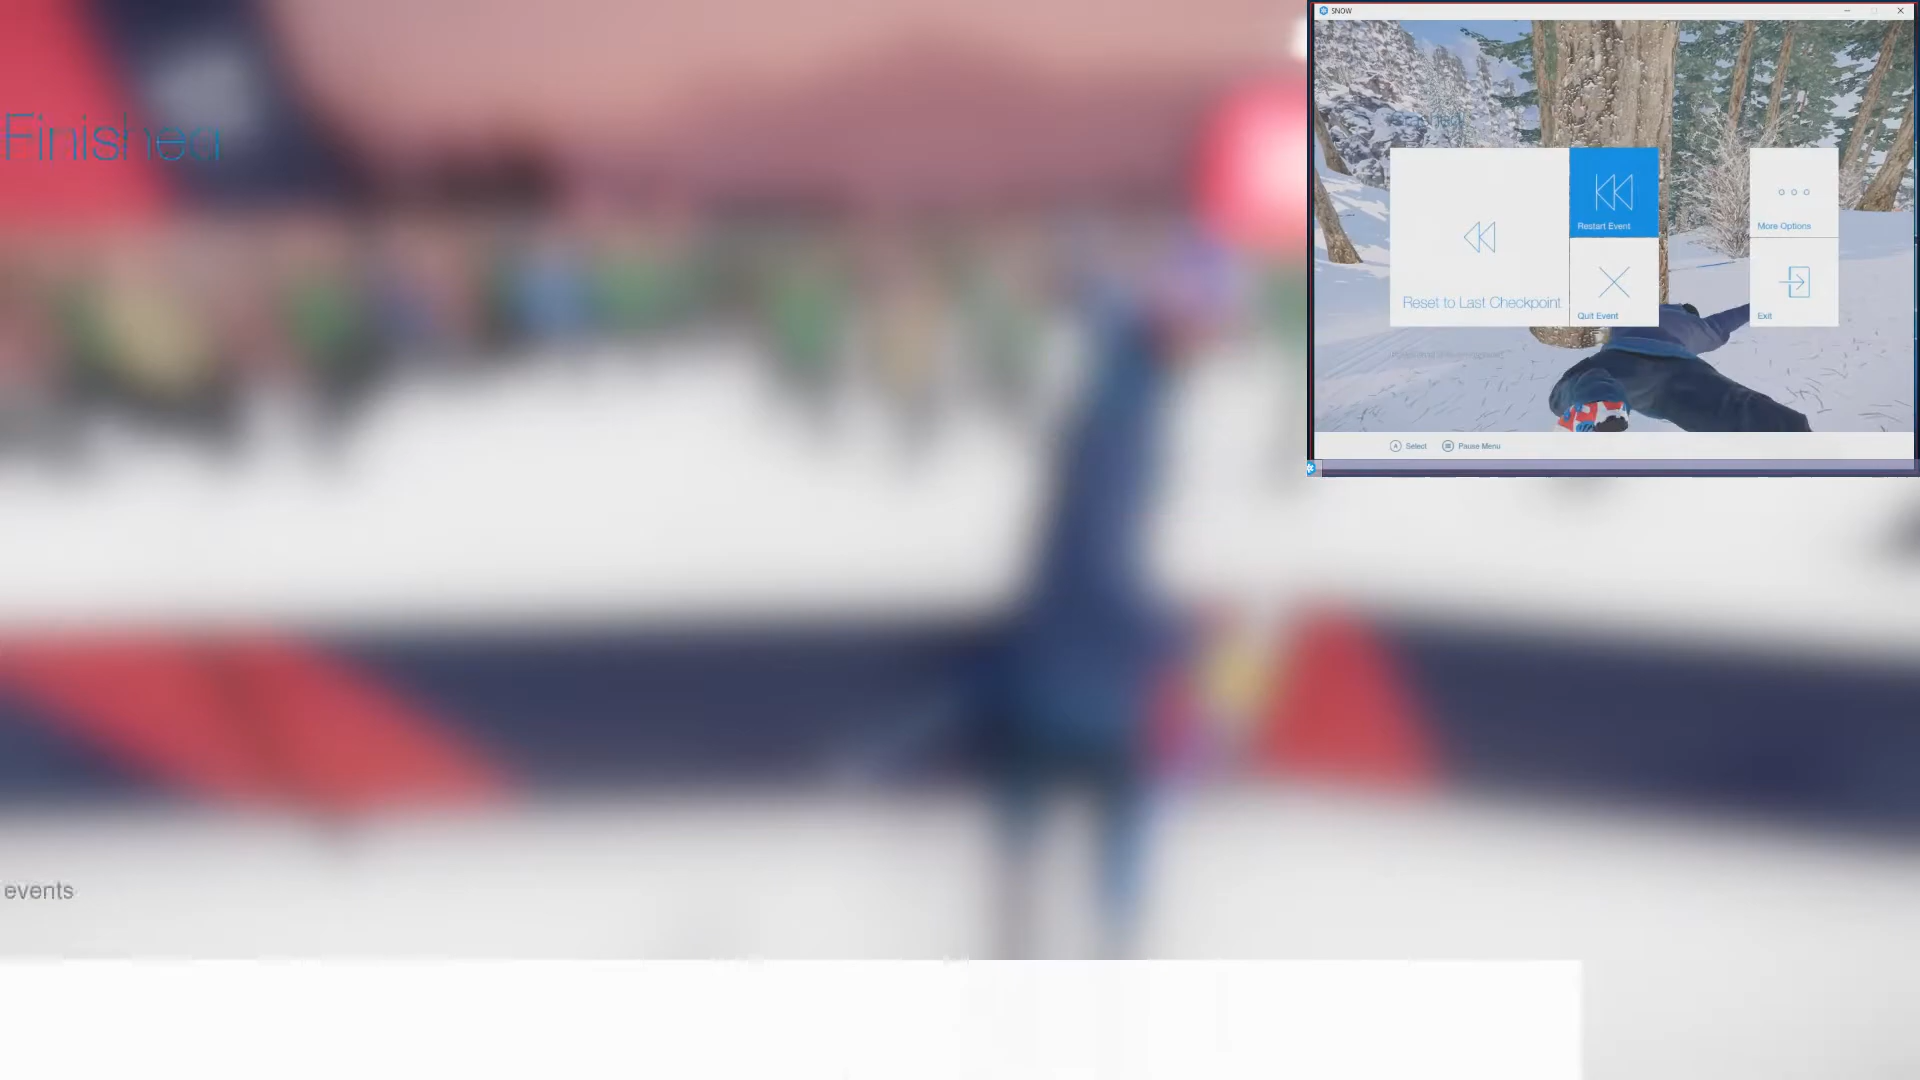 SNOW
Finished
Restart Event
More Options
Reset to Last Checkpoint
Quit Event
Exit
Select
Pause Menu
events